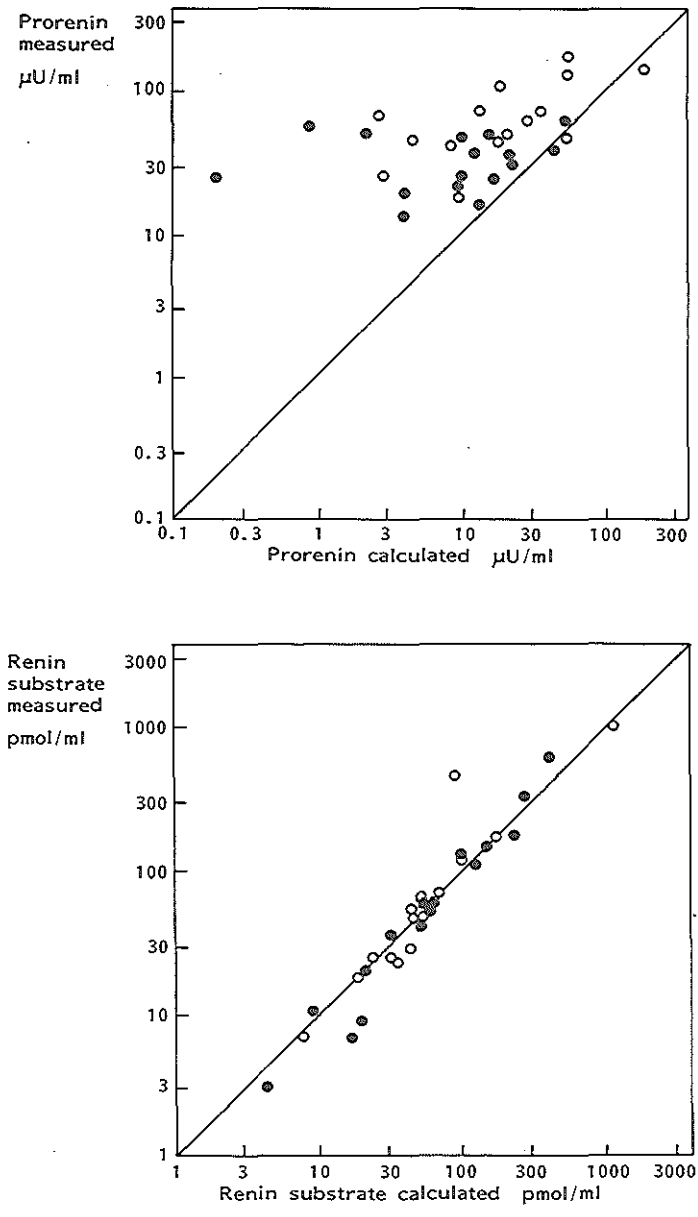 Prorenin
measured
µU/ml
300
100
30
10
3
1
0.3
0.1
0.1 0.3 1 3 10 30 100 300
Prorenin calculated µU/ml
Renin
substrate
measured
pmol/ml
3000
1000
300
100
30
10
3
1
1 3 10 30 100 300 1000 3000
Renin substrate calculated pmol/ml